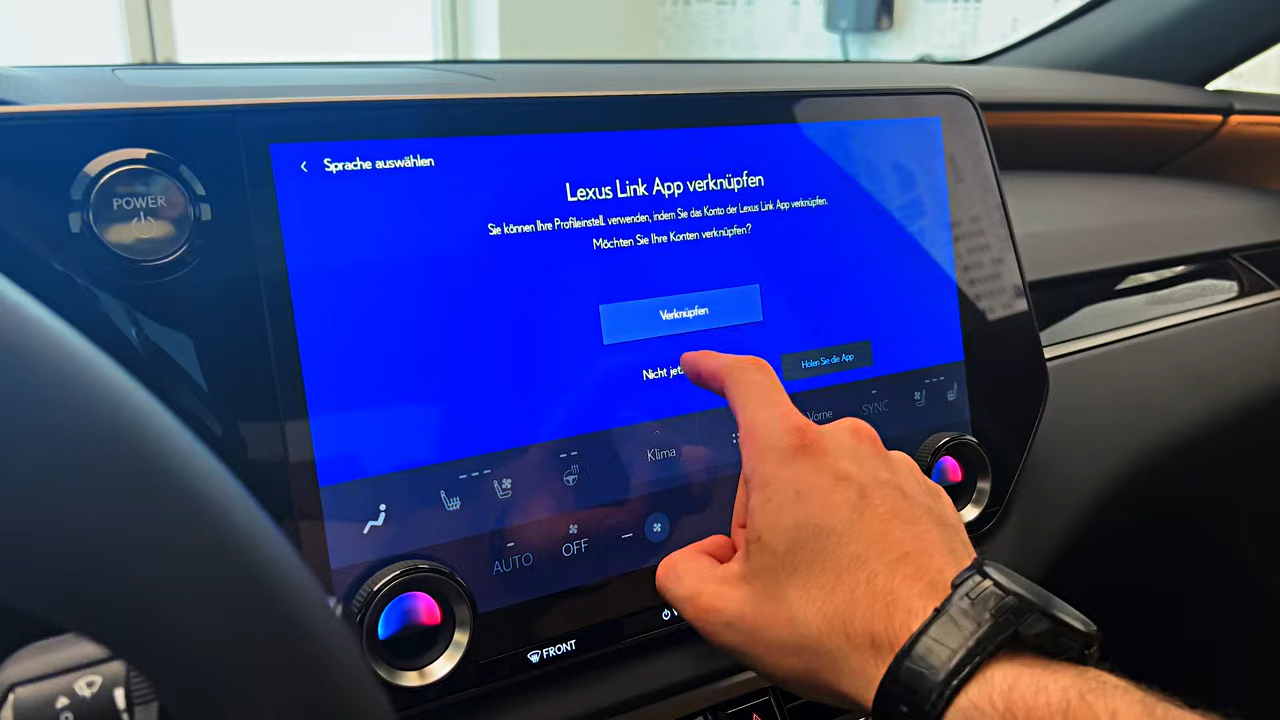 POWER
Sprache auswählen
Lexus Link App verknüpfen
Sie können Ihre Profileinstell. verwenden, indem Sie das Konto der Lexus Link App verknüpfen.
Möchten Sie Ihre Konten verknüpfen?
Verknüpfen
Nicht
Holen Sie die App
Klima
Vorne
SYNC
AUTO
OFF
FRONT